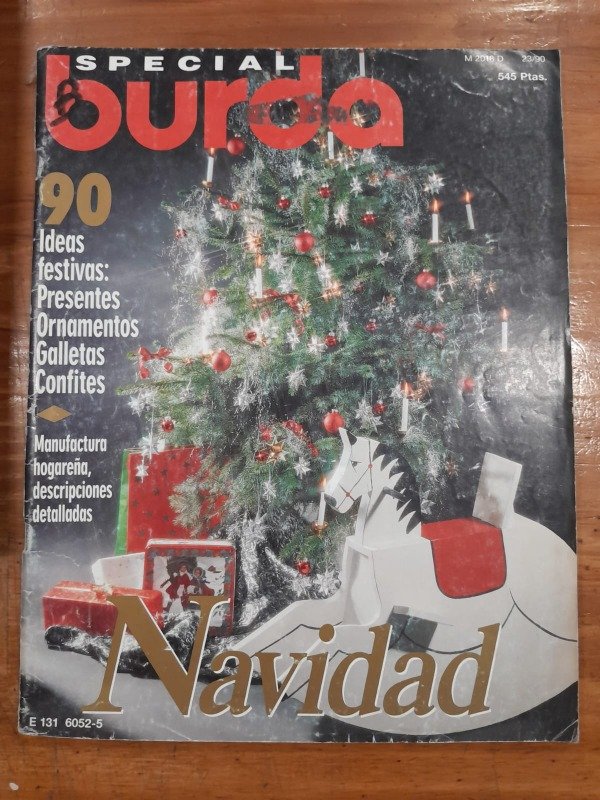 SPECIAL
burda
M 2018 D 23/90
545 Ptas.
90
Ideas
festivas:
Presentes
Ornamentos
Galletas
Confites
Manufactura
hogareña,
descripciones
detalladas
Navidad
E 131 6052-5